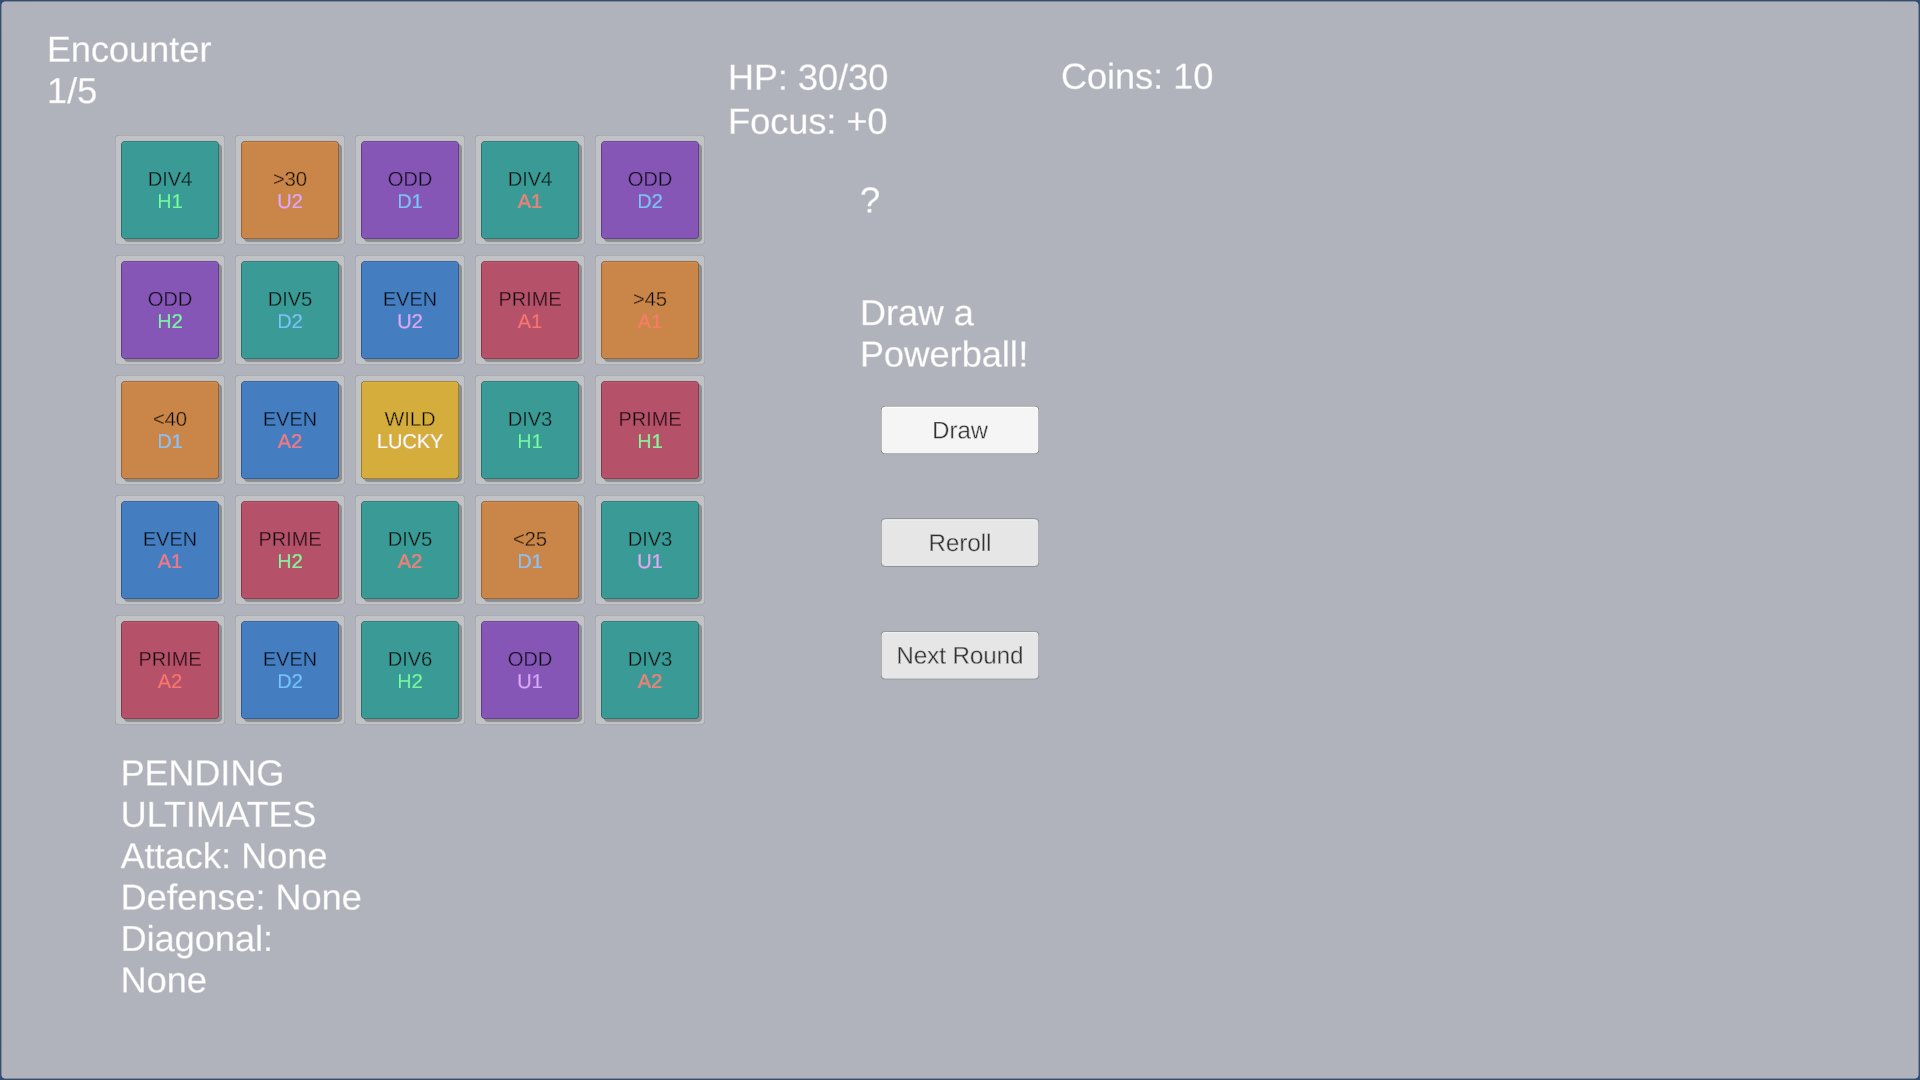 Encounter
1/5
HP: 30/30
Focus: +0
Coins: 10
DIV4
H1
>30
U2
ODD
D1
DIV4
A1
ODD
D2
?
ODD
H2
DIV5
D2
EVEN
U2
PRIME
A1
>45
A1
Draw a
Powerball!
<40
D1
EVEN
A2
WILD
LUCKY
DIV3
H1
PRIME
H1
Draw
EVEN
A1
PRIME
H2
DIV5
A2
<25
D1
DIV3
U1
Reroll
PRIME
A2
EVEN
D2
DIV6
H2
ODD
U1
DIV3
A2
Next Round
PENDING
ULTIMATES
Attack: None
Defense: None
Diagonal:
None